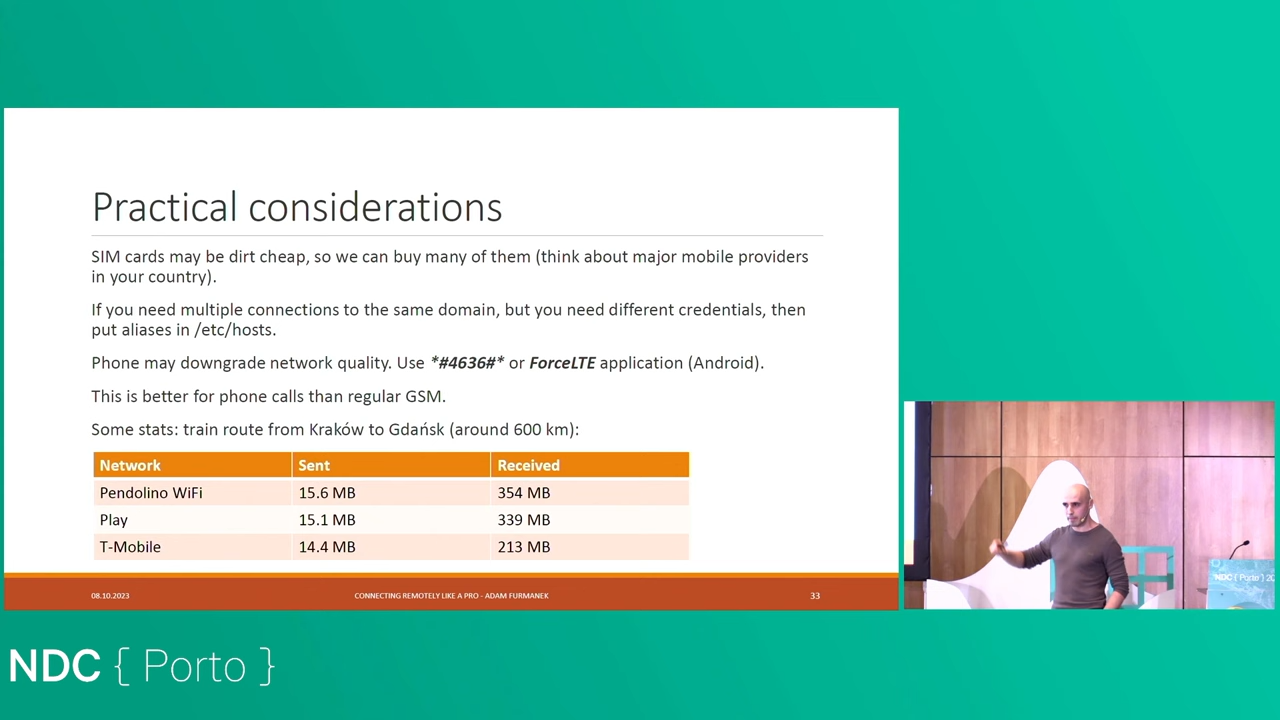 Practical considerations
SIM cards may be dirt cheap, so we can buy many of them (think about major mobile providers
in your country).
If you need multiple connections to the same domain, but you need different credentials, then
put aliases in /etc/hosts.
Phone may downgrade network quality. Use *#4636#* or ForceLTE application (Android).
This is better for phone calls than regular GSM.
Some stats: train route from Kraków to Gdańsk (around 600 km):
Network Sent Received
Pendolino WiFi 15.6 MB 354 MB
Play 15.1 MB 339 MB
T-Mobile 14.4 MB 213 MB
08.10.2023 CONNECTING REMOTELY LIKE A PRO - ADAM FURMANEK 33
NDC { Porto } 20
NDC { Porto }